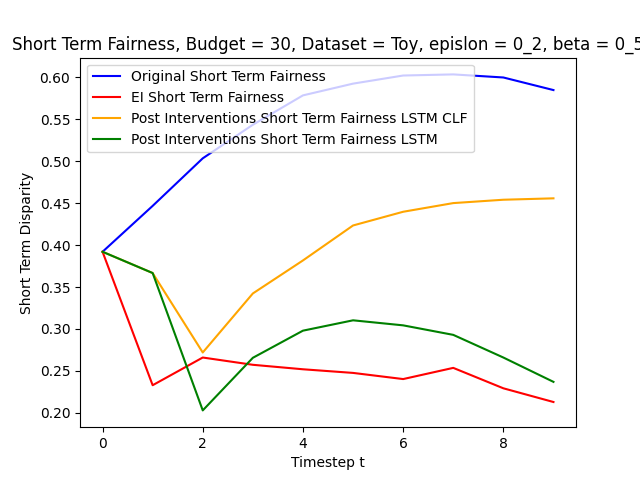 Short Term Fairness, Budget = 30, Dataset = Toy, epislon = 0_2, beta = 0_5
Original Short Term Fairness
EI Short Term Fairness
Post Interventions Short Term Fairness LSTM CLF
Post Interventions Short Term Fairness LSTM
Short Term Disparity
0.60
0.55
0.50
0.45
0.40
0.35
0.30
0.25
0.20
0 2 4 6 8
Timestep t